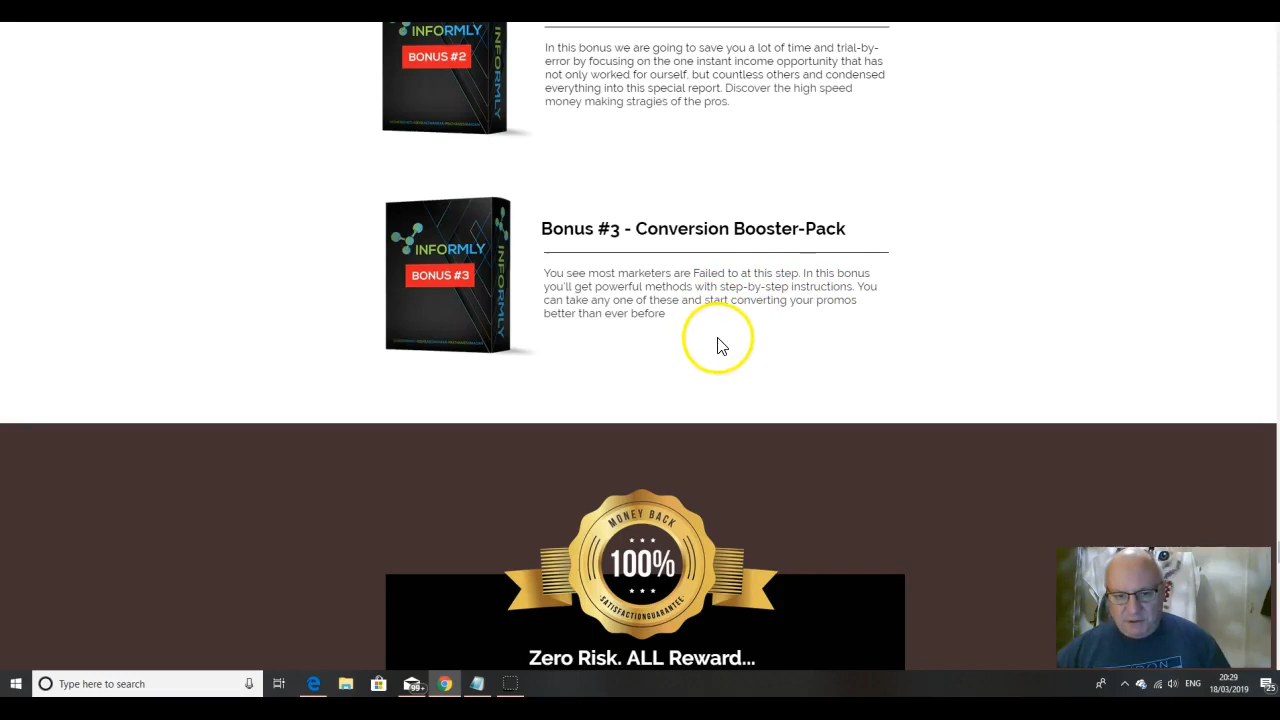 INFORMLY
BONUS #2
INFORMLY
In this bonus we are going to save you a lot of time and trial-by-
error by focusing on the one instant income opportunity that has
not only worked for ourself, but countless others and condensed
everything into this special report. Discover the high speed
money making stragies of the pros.
Bonus #3 - Conversion Booster-Pack
INFORMLY
BONUS #3
INFORMLY
You see most marketers are Failed to at this step. In this bonus
you'll get powerful methods with step-by-step instructions. You
can take any one of these and start converting your promos
better than ever before
MONEY BACK
100%
SATISFACTIONGUARANTEE
Zero Risk. ALL Reward...
Type here to search
99+
ENG
20:29
18/03/2019
25